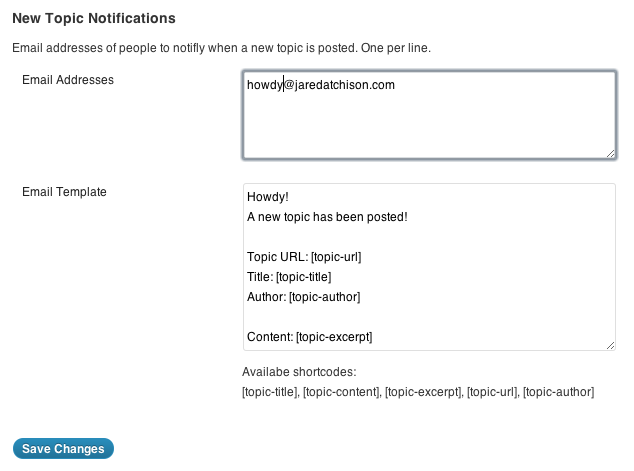 New Topic Notifications
Email addresses of people to notifly when a new topic is posted. One per line.
Email Addresses
howdy@jaredatchison.com
Email Template
Howdy!
A new topic has been posted!
Topic URL: [topic-url]
Title: [topic-title]
Author: [topic-author]
Content: [topic-excerpt]
Availabe shortcodes:
[topic-title], [topic-content], [topic-excerpt], [topic-url], [topic-author]
Save Changes